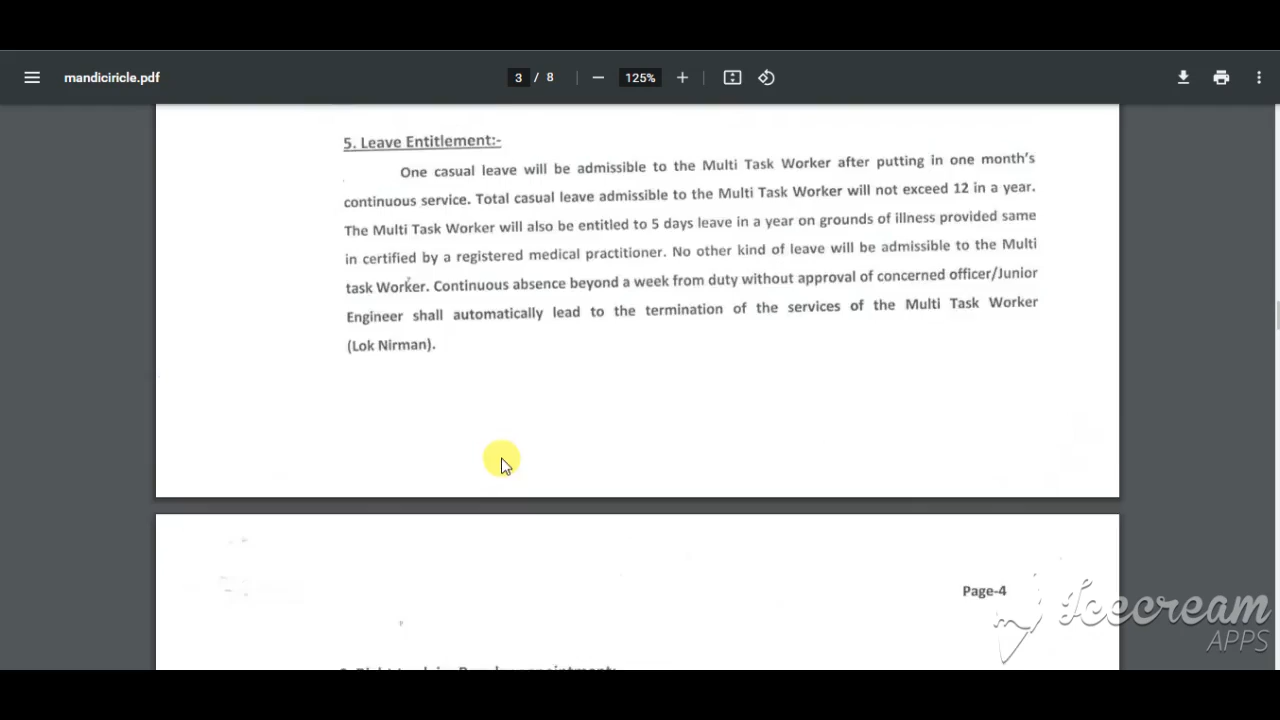 mandiciricle.pdf
3 / 8
125%
5. Leave Entitlement:-
One casual leave will be admissible to the Multi Task Worker after putting in one month's
continuous service. Total casual leave admissible to the Multi Task Worker will not exceed 12 in a year.
The Multi Task Worker will also be entitled to 5 days leave in a year on grounds of illness provided same
in certified by a registered medical practitioner. No other kind of leave will be admissible to the Multi
task Worker. Continuous absence beyond a week from duty without approval of concerned officer/Junior
Engineer shall automatically lead to the termination of the services of the Multi Task Worker
(Lok Nirman).
Page-4
Icecream
APPS